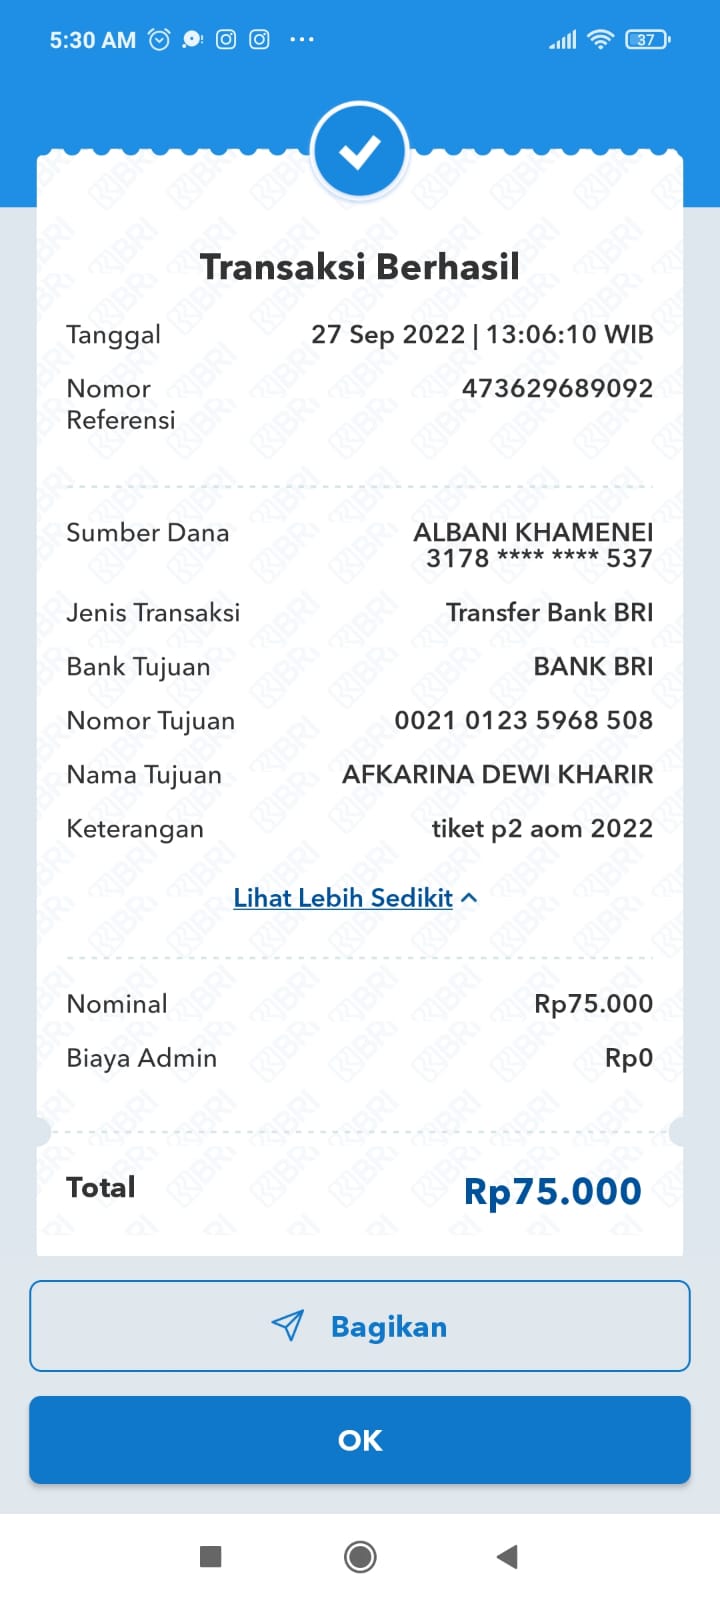 5:30 AM
37
Transaksi Berhasil
Tanggal 27 Sep 2022 | 13:06:10 WIB
Nomor Referensi 473629689092
Sumber Dana ALBANI KHAMENEI
3178 **** **** 537
Jenis Transaksi Transfer Bank BRI
Bank Tujuan BANK BRI
Nomor Tujuan 0021 0123 5968 508
Nama Tujuan AFKARINA DEWI KHARIR
Keterangan tiket p2 aom 2022
Lihat Lebih Sedikit
Nominal Rp75.000
Biaya Admin Rp0
Total Rp75.000
Bagikan
OK